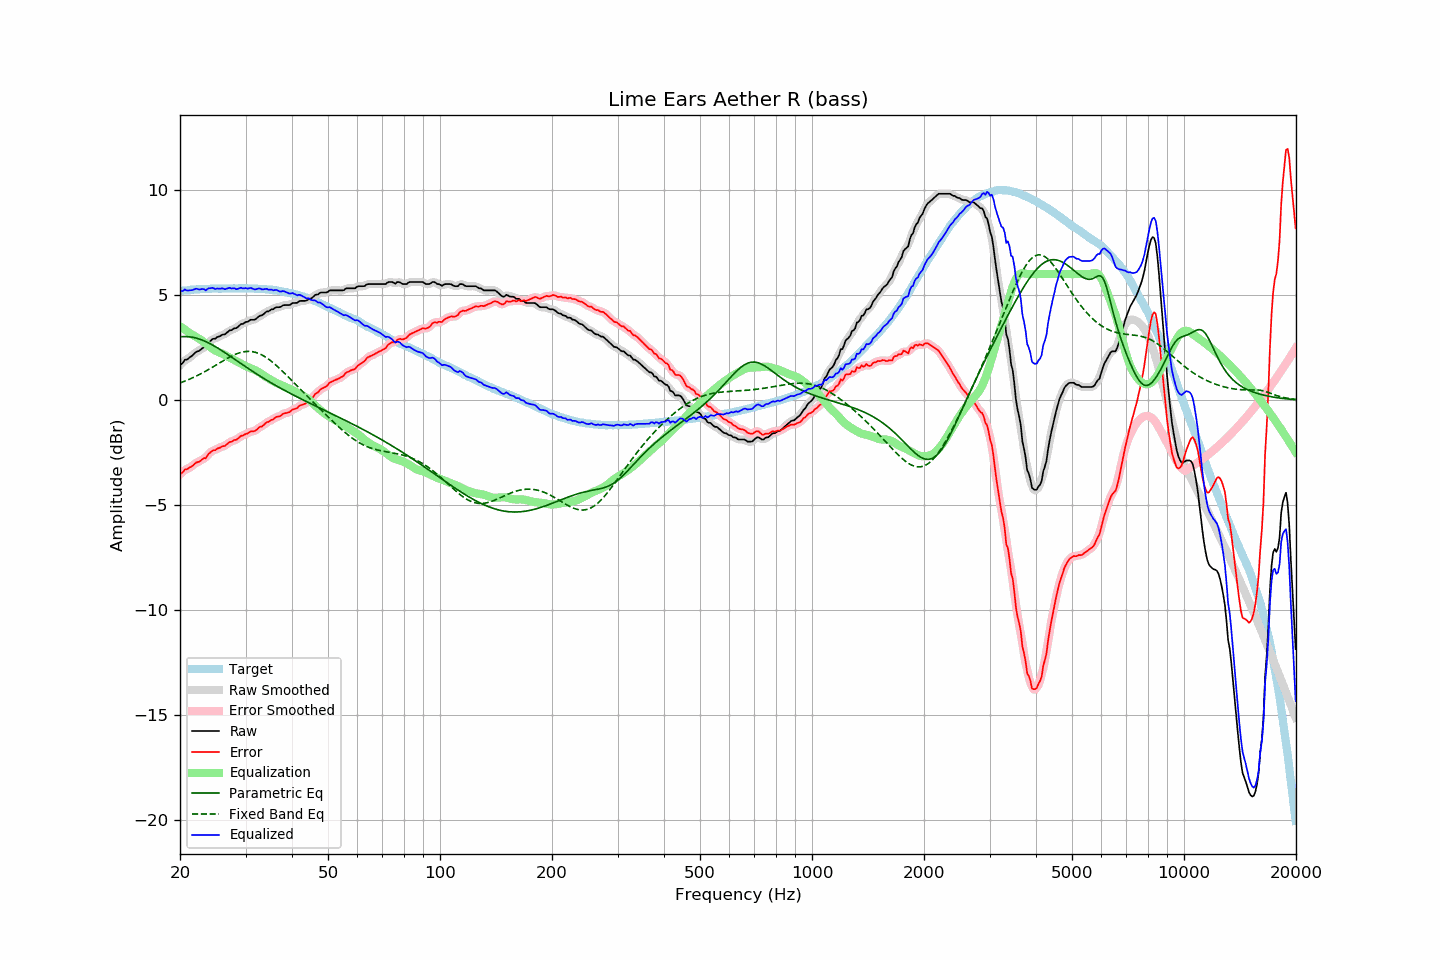 Lime Ears Aether R (bass)
Amplitude (dBr)
10
5
0
−5
−10
−15
−20
Target
Raw Smoothed
Error Smoothed
Raw
Error
Equalization
Parametric Eq
Fixed Band Eq
Equalized
20 50 100 200 500 1000 2000 5000 10000 20000
Frequency (Hz)